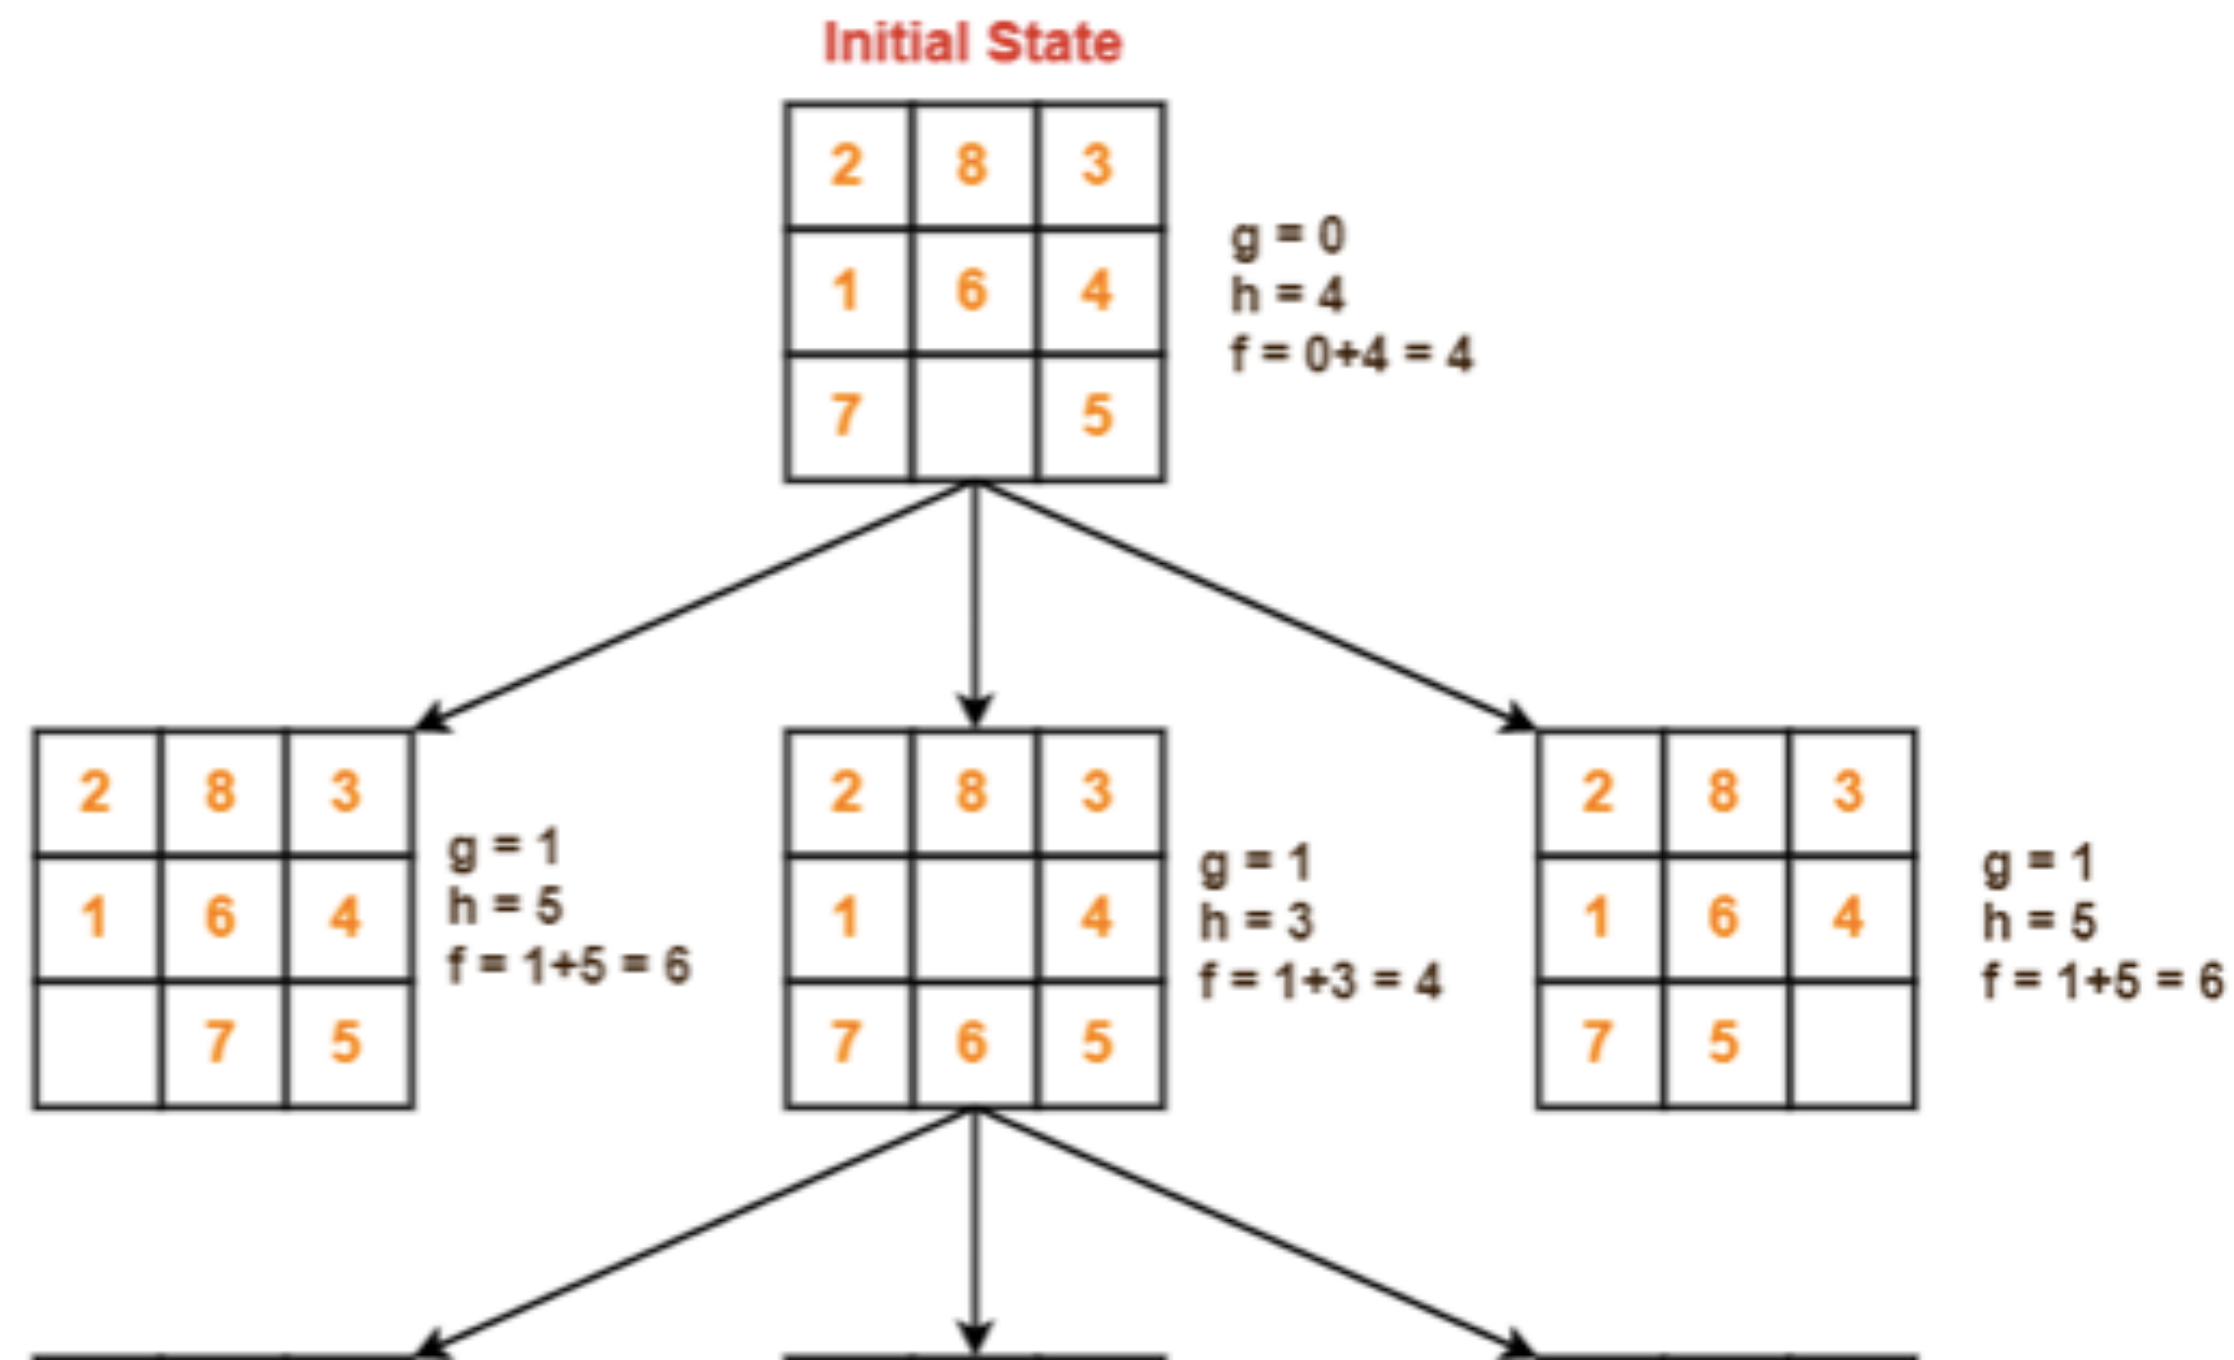 Initial State
2 8 3
1 6 4
7 5
g = 0
h = 4
f = 0+4 = 4
2 8 3
1 6 4
7 5
g = 1
h = 5
f = 1+5 = 6
2 8 3
1 4
7 6 5
g = 1
h = 3
f = 1+3 = 4
2 8 3
1 6 4
7 5
g = 1
h = 5
f = 1+5 = 6